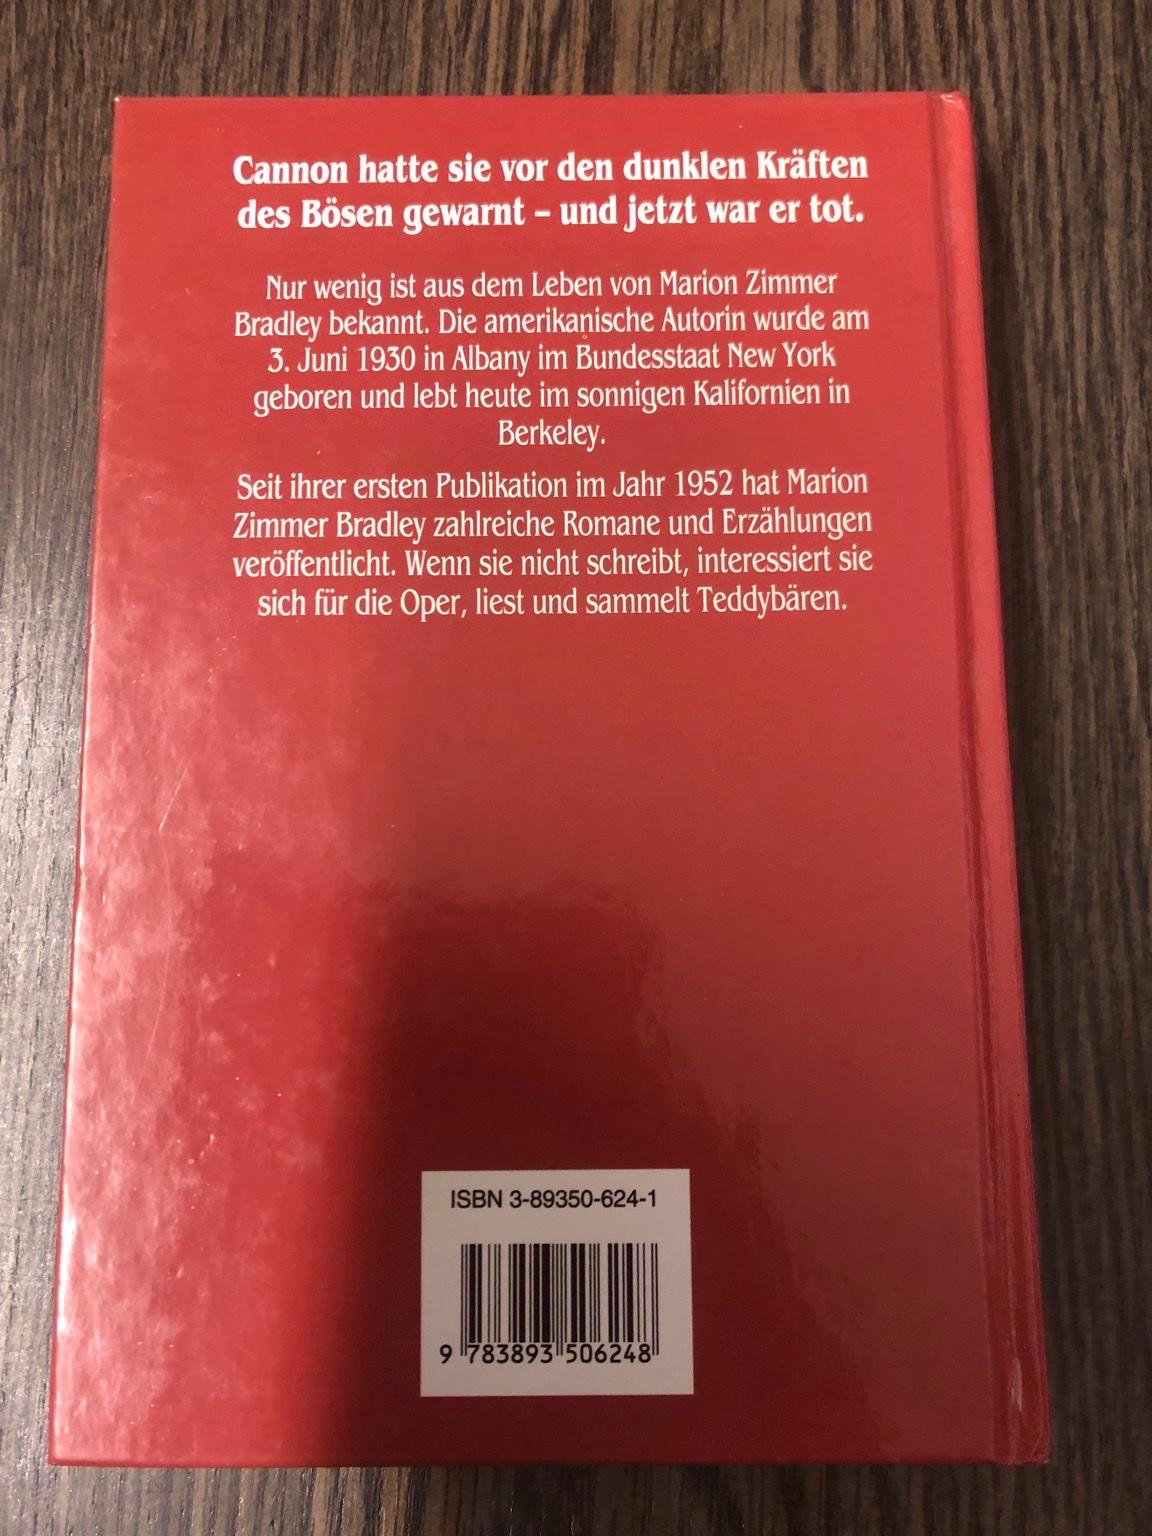 Cannon hatte sie vor den dunklen Kräften
des Bösen gewarnt – und jetzt war er tot.
Nur wenig ist aus dem Leben von Marion Zimmer
Bradley bekannt. Die amerikanische Autorin wurde am
3. Juni 1930 in Albany im Bundesstaat New York
geboren und lebt heute im sonnigen Kalifornien in
Berkeley.
Seit ihrer ersten Publikation im Jahr 1952 hat Marion
Zimmer Bradley zahlreiche Romane und Erzählungen
veröffentlicht. Wenn sie nicht schreibt, interessiert sie
sich für die Oper, liest und sammelt Teddybären.
ISBN 3-89350-624-1
9 783893 506248